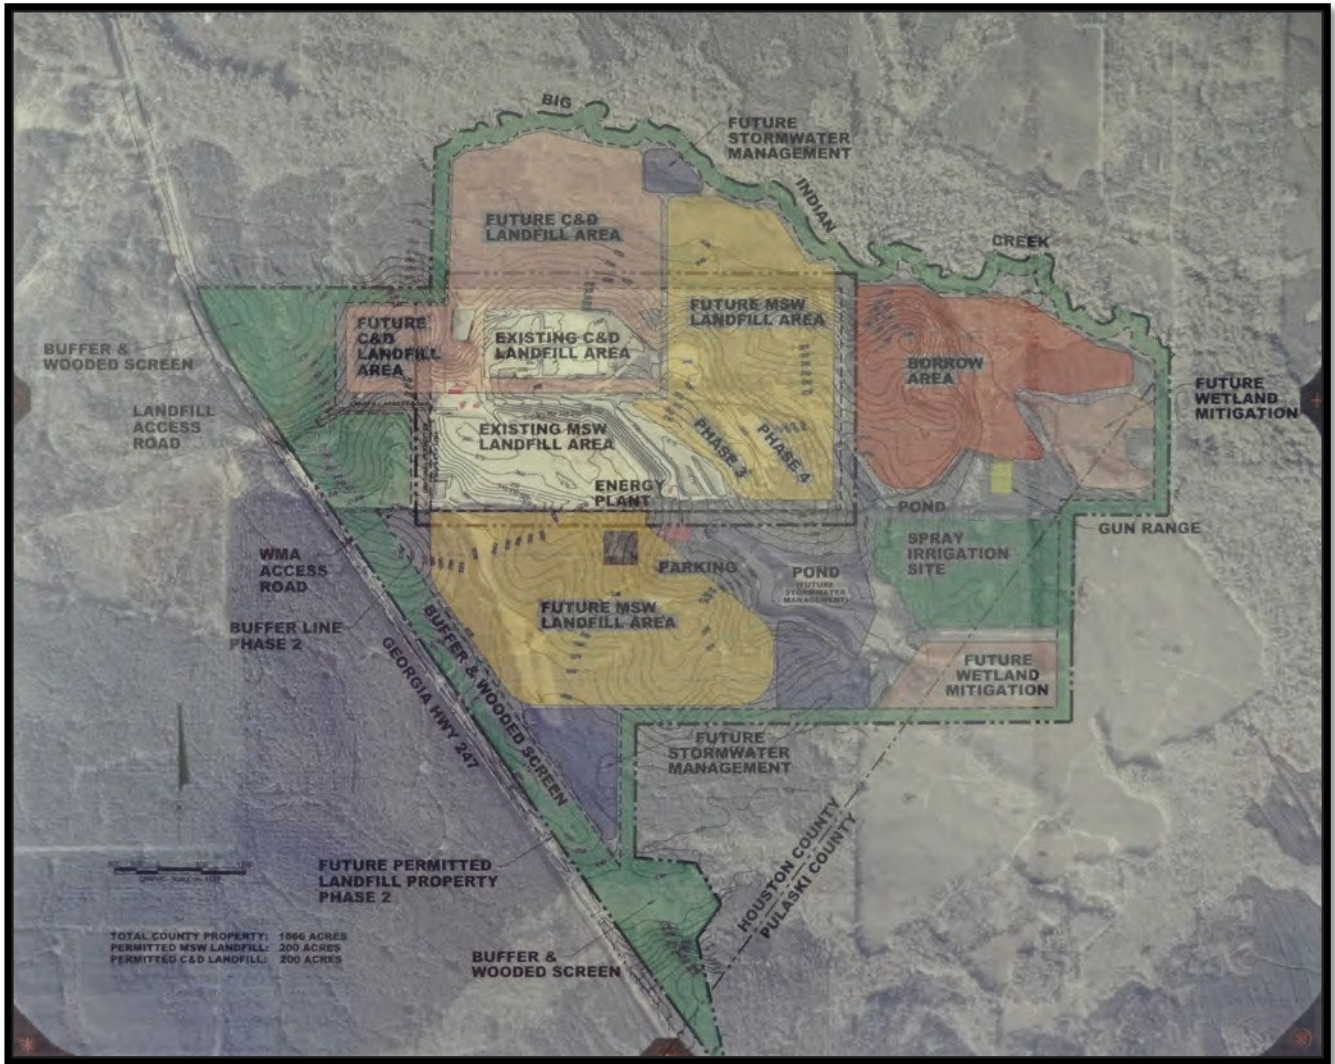 BIG
FUTURE
STORMWATER
MANAGEMENT
INDIAN
CREEK
FUTURE C&D
LANDFILL AREA
FUTURE MSW
LANDFILL AREA
FUTURE
C&D
LANDFILL
AREA
EXISTING C&D
LANDFILL AREA
BUFFER &
WOODED SCREEN
BORROW
AREA
FUTURE
WETLAND
MITIGATION
LANDFILL
ACCESS
ROAD
EXISTING MSW
LANDFILL AREA
PHASE 3
PHASE 4
ENERGY
PLANT
POND
GUN RANGE
SPRAY
IRRIGATION
SITE
WMA
ACCESS
ROAD
PARKING
POND
(FUTURE
STORMWATER
MANAGEMENT)
FUTURE MSW
LANDFILL AREA
BUFFER LINE
PHASE 2
BUFFER & WOODED SCREEN
GEORGIA HWY 247
FUTURE
WETLAND
MITIGATION
FUTURE
STORMWATER
MANAGEMENT
HOUSTON COUNTY
PULASKI COUNTY
FUTURE PERMITTED
LANDFILL PROPERTY
PHASE 2
TOTAL COUNTY PROPERTY: 1666 ACRES
PERMITTED MSW LANDFILL: 200 ACRES
PERMITTED C&D LANDFILL: 200 ACRES
BUFFER &
WOODED SCREEN